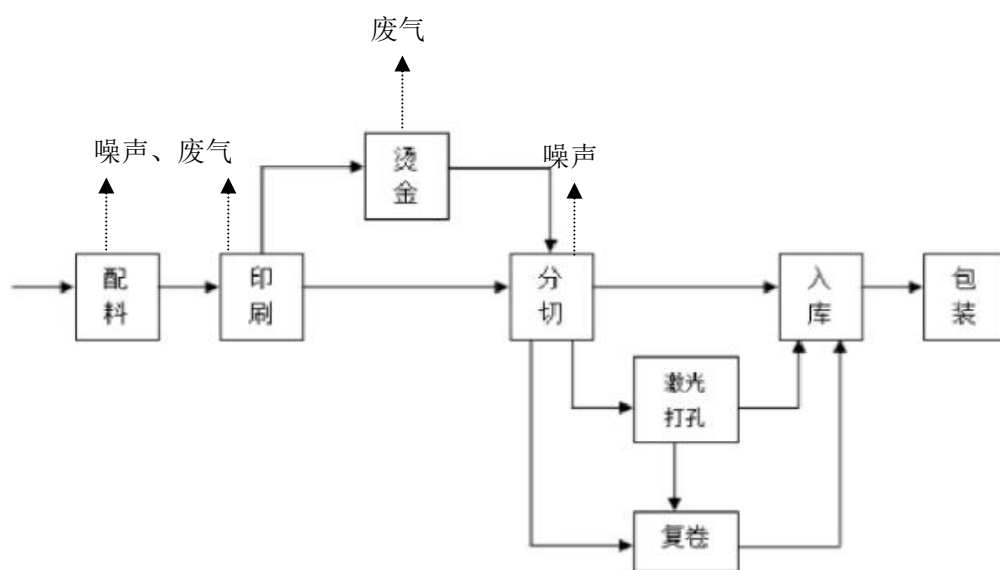 废气
噪声、废气
烫
金
噪声
配
料
印
刷
分
切
入
库
包
装
激光
打孔
复卷